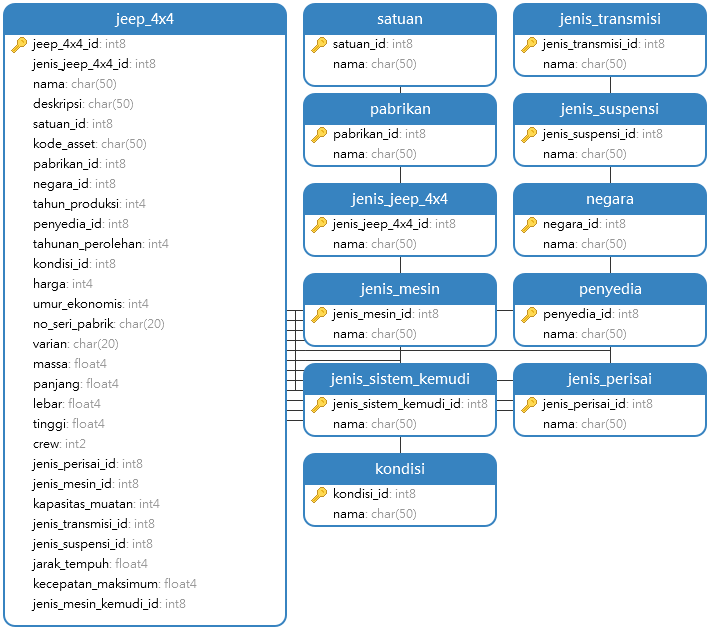 jeep_4x4
jeep_4x4_id: int8
jenis_jeep_4x4_id: int8
nama: char(50)
deskripsi: char(50)
satuan_id: int8
kode_asset: char(50)
pabrikan_id: int8
negara_id: int8
tahun_produksi: int4
penyedia_id: int8
tahunan_perolehan: int4
kondisi_id: int8
harga: int4
umur_ekonomis: int4
no_seri_pabrik: char(20)
varian: char(20)
massa: float4
panjang: float4
lebar: float4
tinggi: float4
crew: int2
jenis_perisai_id: int8
jenis_mesin_id: int8
kapasitas_muatan: int4
jenis_transmisi_id: int8
jenis_suspensi_id: int8
jarak_tempuh: float4
kecepatan_maksimum: float4
jenis_mesin_kemudi_id: int8
satuan
satuan_id: int8
nama: char(50)
pabrikan
pabrikan_id: int8
nama: char(50)
jenis_jeep_4x4
jenis_jeep_4x4_id: int8
nama: char(50)
jenis_mesin
jenis_mesin_id: int8
nama: char(50)
jenis_sistem_kemudi
jenis_sistem_kemudi_id: int8
nama: char(50)
kondisi
kondisi_id: int8
nama: char(50)
jenis_transmisi
jenis_transmisi_id: int8
nama: char(50)
jenis_suspensi
jenis_suspensi_id: int8
nama: char(50)
negara
negara_id: int8
nama: char(50)
penyedia
penyedia_id: int8
nama: char(50)
jenis_perisai
jenis_perisai_id: int8
nama: char(50)